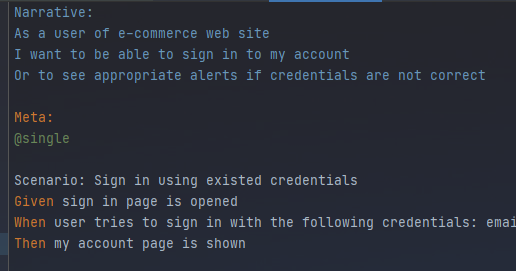 Narrative:
As a user of e-commerce web site
I want to be able to sign in to my account
Or to see appropriate alerts if credentials are not correct
Meta:
@single
Scenario: Sign in using existed credentials
Given sign in page is opened
When user tries to sign in with the following credentials: emai
Then my account page is shown